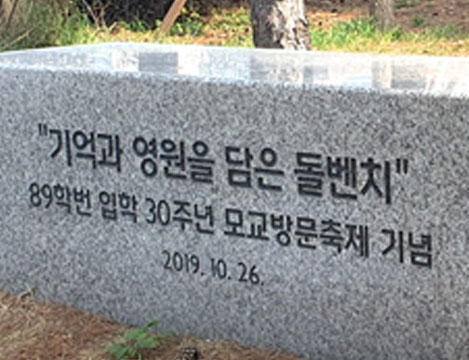 "기억과 영원을 담은 돌벤치"
89학번 입학 30주년 모교방문축제 기념
2019. 10. 26.